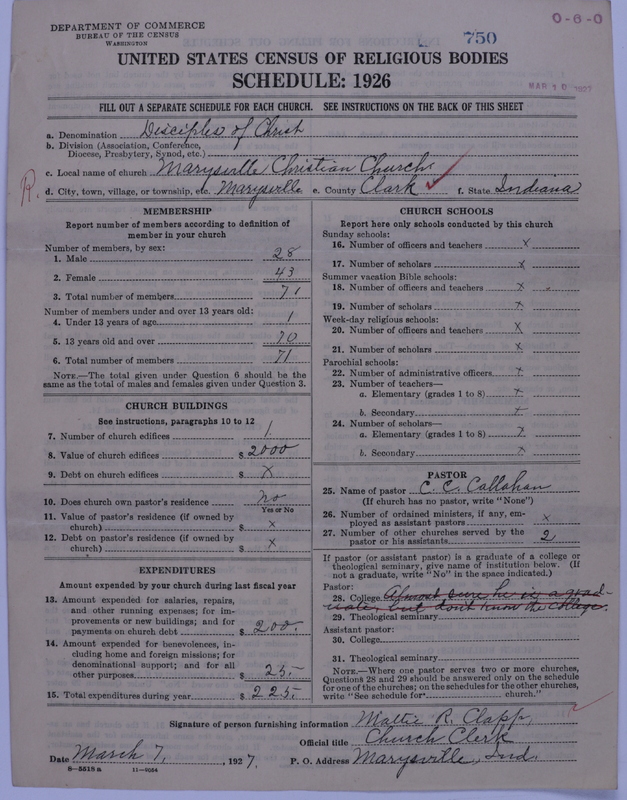 DEPARTMENT OF COMMERCE
BUREAU OF THE CENSUS
WASHINGTON
750
0-6-0
MAR 10 1927
UNITED STATES CENSUS OF RELIGIOUS BODIES
SCHEDULE: 1926
FILL OUT A SEPARATE SCHEDULE FOR EACH CHURCH. SEE INSTRUCTIONS ON THE BACK OF THIS SHEET
a. Denomination Disciples of Christ
b. Division (Association, Conference,
Diocese, Presbytery, Synod, etc.)
c. Local name of church Marysville Christian Church
R. d. City, town, village, or township, etc. Marysville e. County Clark f. State Indiana
MEMBERSHIP
Report number of members according to definition of
member in your church
Number of members, by sex:
1. Male 28
2. Female 43
3. Total number of members 71
Number of members under and over 13 years old:
4. Under 13 years of age 1
5. 13 years old and over 70
6. Total number of members 71
NOTE.—The total given under Question 6 should be the
same as the total of males and females given under Question 3.
CHURCH BUILDINGS
See instructions, paragraphs 10 to 12
7. Number of church edifices 1
8. Value of church edifices $ 2000
9. Debt on church edifices $ x
10. Does church own pastor's residence No
Yes or No
11. Value of pastor's residence (if owned by
church) $ x
12. Debt on pastor's residence (if owned by
church) $ x
EXPENDITURES
Amount expended by your church during last fiscal year
13. Amount expended for salaries, repairs,
and other running expenses; for im-
provements or new buildings; and for
payments on church debt $ 200.
14. Amount expended for benevolences, in-
cluding home and foreign missions; for
denominational support; and for all
other purposes $ 25.-
15. Total expenditures during year $ 225.-
CHURCH SCHOOLS
Report here only schools conducted by this church
Sunday schools:
16. Number of officers and teachers x
17. Number of scholars x
Summer vacation Bible schools:
18. Number of officers and teachers x
19. Number of scholars x
Week-day religious schools:
20. Number of officers and teachers x
21. Number of scholars x
Parochial schools:
22. Number of administrative officers x
23. Number of teachers—
a. Elementary (grades 1 to 8) x
b. Secondary x
24. Number of scholars—
a. Elementary (grades 1 to 8) x
b. Secondary x
PASTOR
25. Name of pastor C. C. Callahan
(If church has no pastor, write "None")
26. Number of ordained ministers, if any, em-
ployed as assistant pastors x
27. Number of other churches served by the
pastor or his assistants 2
If pastor (or assistant pastor) is a graduate of a college or
theological seminary, give name of institution below. (If
not a graduate, write "No" in the space indicated.)
Pastor:
28. College Almost sure he is a grad-
uate, but don't know the college.
29. Theological seminary
Assistant pastor:
30. College
31. Theological seminary
NOTE.—Where one pastor serves two or more churches,
Questions 28 and 29 should be answered only on the schedule
for one of the churches; on the schedules for the other churches,
write "See schedule for church."
Signature of person furnishing information Mattie R. Clapp,
Official title Church Clerk
Date March 7, 1927. P. O. Address Marysville, Ind.
8-5518 a 11-9084